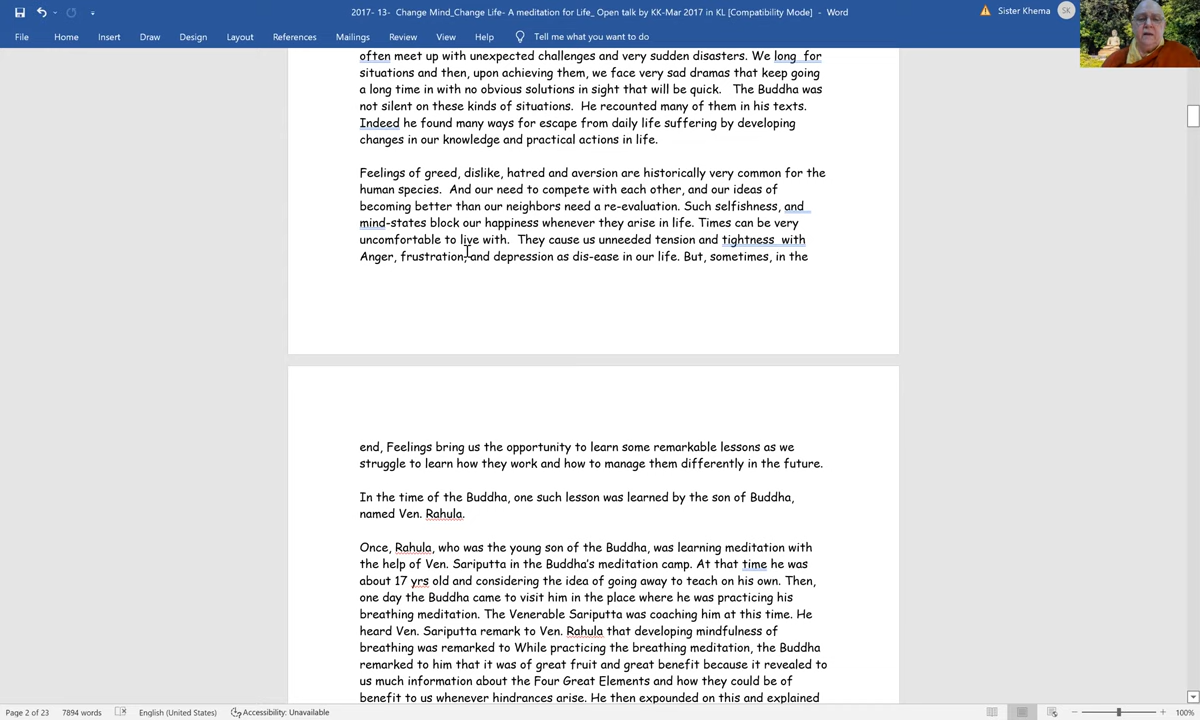 2017- 13-  Change Mind_Change Life- A meditation for Life_ Open talk by KK-Mar 2017 in KL [Compatibility Mode]  -  Word
Sister Khema
SK
File Home Insert Draw Design Layout References Mailings Review View Help Tell me what you want to do
often meet up with unexpected challenges and very sudden disasters. We long  for
situations and then, upon achieving them, we face very sad dramas that keep going
a long time in with no obvious solutions in sight that will be quick.   The Buddha was
not silent on these kinds of situations.  He recounted many of them in his texts.
Indeed he found many ways for escape from daily life suffering by developing
changes in our knowledge and practical actions in life.
Feelings of greed, dislike, hatred and aversion are historically very common for the
human species.  And our need to compete with each other, and our ideas of
becoming better than our neighbors need a re-evaluation. Such selfishness, and
mind-states block our happiness whenever they arise in life. Times can be very
uncomfortable to live with.  They cause us unneeded tension and tightness  with
Anger, frustration, and depression as dis-ease in our life. But, sometimes, in the
end, Feelings bring us the opportunity to learn some remarkable lessons as we
struggle to learn how they work and how to manage them differently in the future.
In the time of the Buddha, one such lesson was learned by the son of Buddha,
named Ven. Rahula.
Once, Rahula, who was the young son of the Buddha, was learning meditation with
the help of Ven. Sariputta in the Buddha's meditation camp. At that time he was
about 17 yrs old and considering the idea of going away to teach on his own. Then,
one day the Buddha came to visit him in the place where he was practicing his
breathing meditation. The Venerable Sariputta was coaching him at this time. He
heard Ven. Sariputta remark to Ven. Rahula that developing mindfulness of
breathing was remarked to While practicing the breathing meditation, the Buddha
remarked to him that it was of great fruit and great benefit because it revealed to
us much information about the Four Great Elements and how they could be of
benefit to us whenever hindrances arise. He then expounded on this and explained
Page 2 of 23 7894 words English (United States) Accessibility: Unavailable 100%